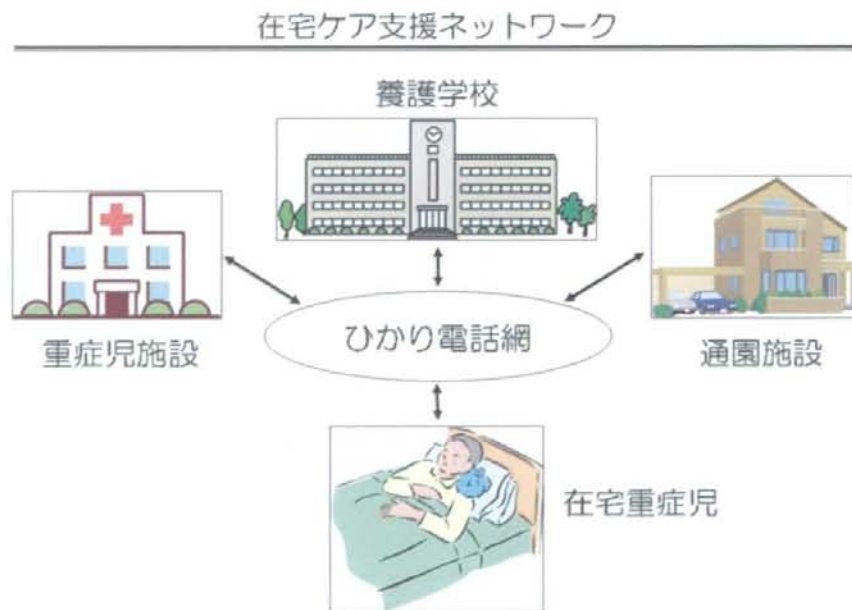 在宅ケア支援ネットワーク
養護学校
重症児施設
ひかり電話網
通園施設
在宅重症児